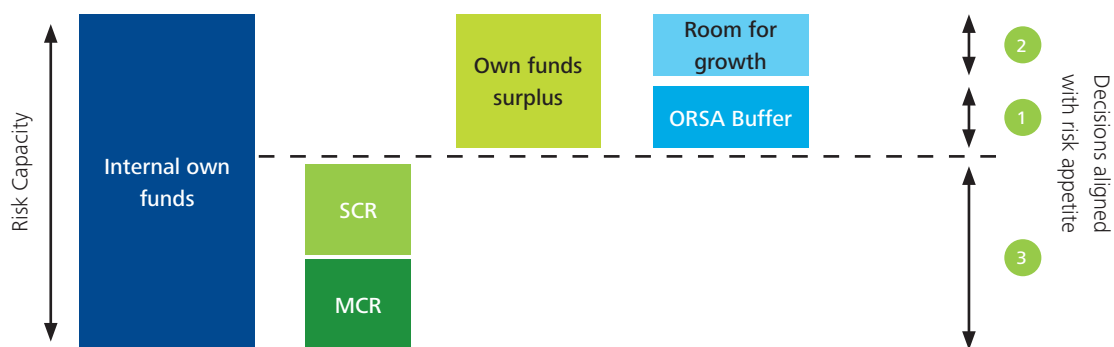 Risk Capacity
Internal own
funds
SCR
MCR
Own funds
surplus
Room for
growth
ORSA Buffer
2
1
3
Decisions aligned
with risk appetite